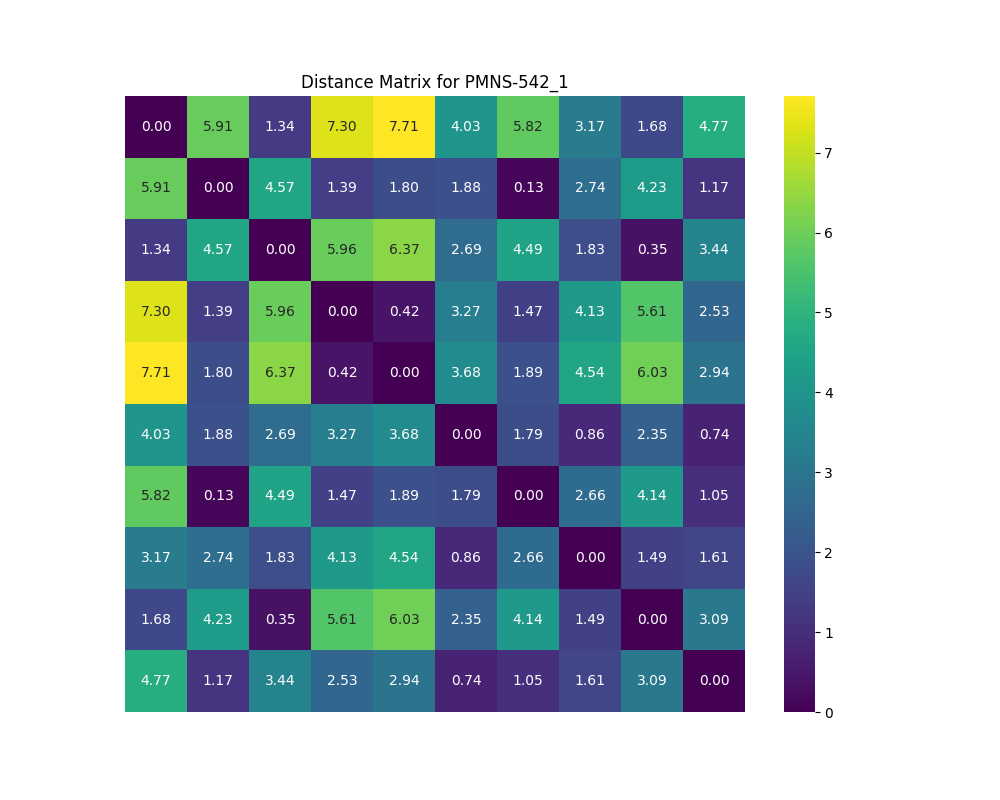 Distance Matrix for PMNS-542_1
0.00 5.91 1.34 7.30 7.71 4.03 5.82 3.17 1.68 4.77
5.91 0.00 4.57 1.39 1.80 1.88 0.13 2.74 4.23 1.17
1.34 4.57 0.00 5.96 6.37 2.69 4.49 1.83 0.35 3.44
7.30 1.39 5.96 0.00 0.42 3.27 1.47 4.13 5.61 2.53
7.71 1.80 6.37 0.42 0.00 3.68 1.89 4.54 6.03 2.94
4.03 1.88 2.69 3.27 3.68 0.00 1.79 0.86 2.35 0.74
5.82 0.13 4.49 1.47 1.89 1.79 0.00 2.66 4.14 1.05
3.17 2.74 1.83 4.13 4.54 0.86 2.66 0.00 1.49 1.61
1.68 4.23 0.35 5.61 6.03 2.35 4.14 1.49 0.00 3.09
4.77 1.17 3.44 2.53 2.94 0.74 1.05 1.61 3.09 0.00
7
6
5
4
3
2
1
0